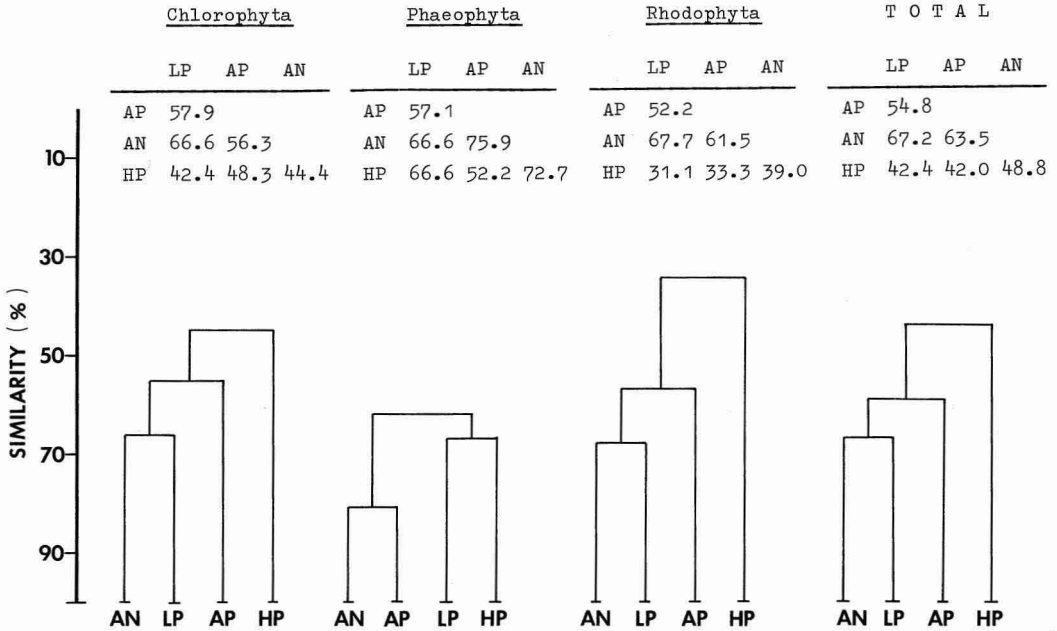 Chlorophyta Phaeophyta Rhodophyta T O T A L
LP AP AN LP AP AN LP AP AN LP AP AN
AP 57.9 AP 57.1 AP 52.2 AP 54.8
AN 66.6 56.3 AN 66.6 75.9 AN 67.7 61.5 AN 67.2 63.5
HP 42.4 48.3 44.4 HP 66.6 52.2 72.7 HP 31.1 33.3 39.0 HP 42.4 42.0 48.8
10
30
50
70
90
SIMILARITY (%)
AN LP AP HP AN AP LP HP AN LP AP HP AN LP AP HP